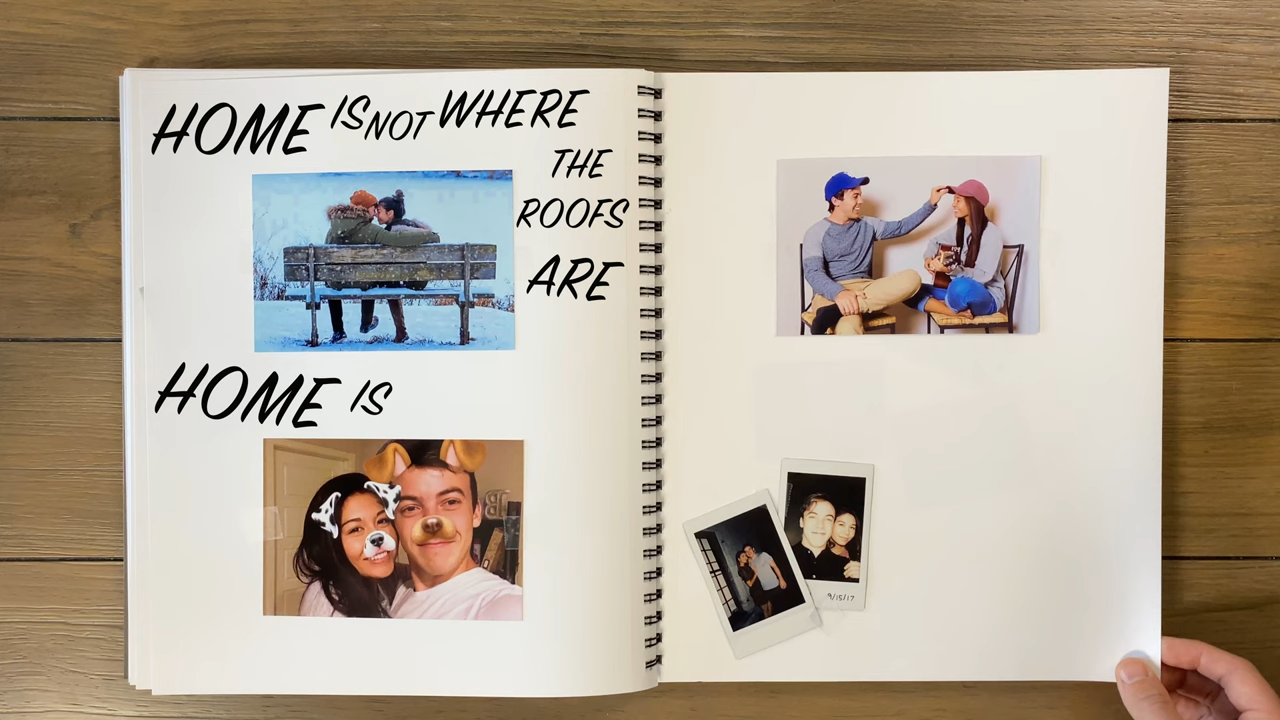 HOME IS NOT WHERE
THE
ROOFS
ARE
HOME IS
9/15/17